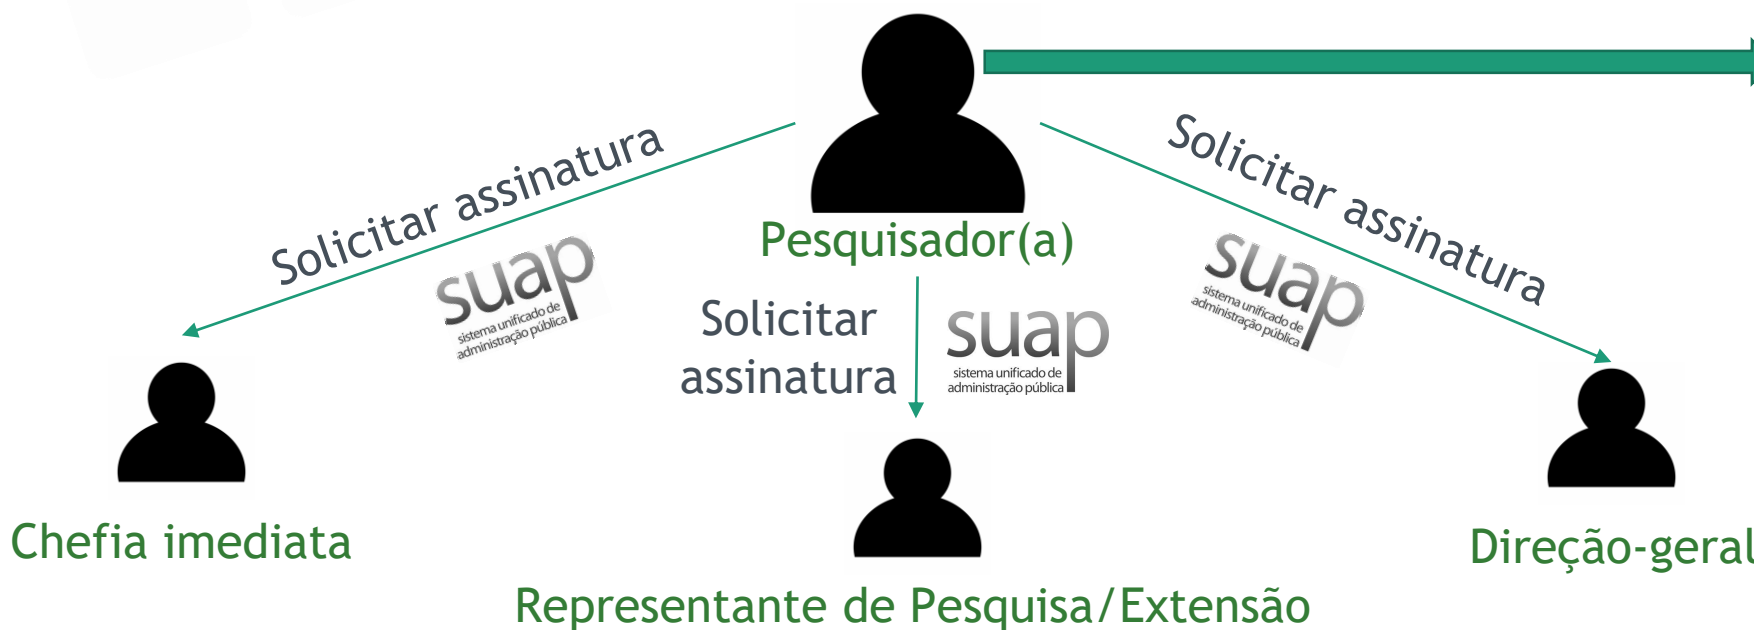 Solicitar assinatura
suap
sistema unificado de
administração pública
Pesquisador(a)
Solicitar assinatura
suap
sistema unificado de
administração pública
Solicitar
assinatura
suap
sistema unificado de
administração pública
Chefia imediata
Representante de Pesquisa/Extensão
Direção-geral